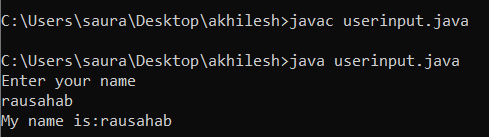 C:\Users\saura\Desktop\akhilesh>javac userinput.java
C:\Users\saura\Desktop\akhilesh>java userinput.java
Enter your name
rausahab
My name is:rausahab